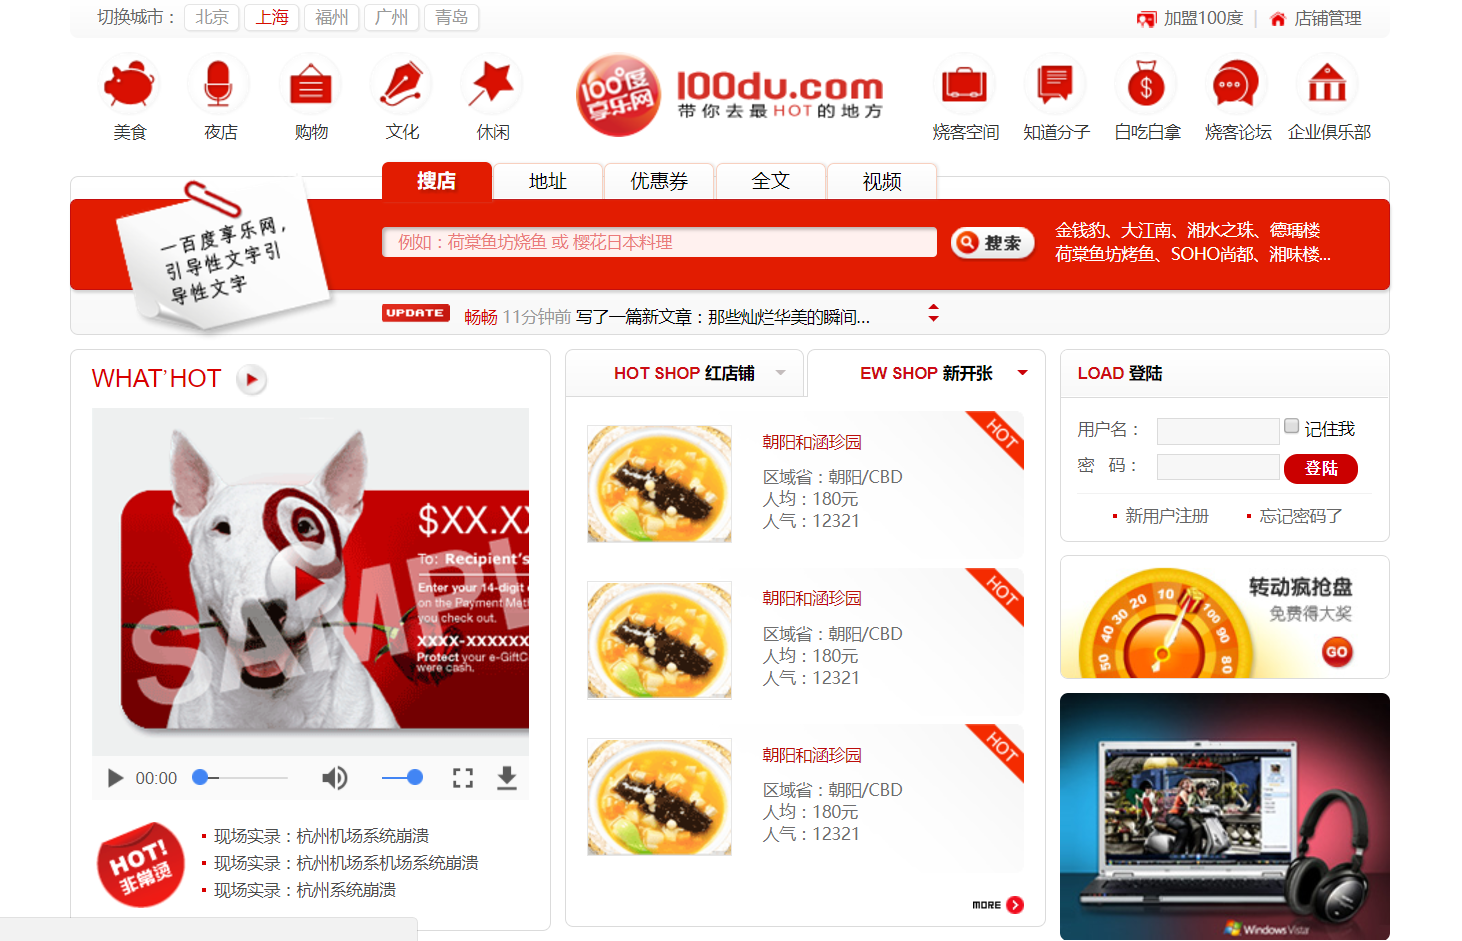 切换城市： 北京 上海 福州 广州 青岛 加盟100度 | 店铺管理
美食 夜店 购物 文化 休闲
100度
享乐网
100du.com
带你去最HOT的地方
烧客空间 知道分子 白吃白拿 烧客论坛 企业俱乐部
搜店 地址 优惠券 全文 视频
一百度享乐网，
引导性文字引
导性文字
例如：荷棠鱼坊烧鱼 或 樱花日本料理
搜索
金钱豹、大江南、湘水之珠、德瑀楼
荷棠鱼坊烤鱼、SOHO尚都、湘味楼...
UPDATE 畅畅 11分钟前 写了一篇新文章：那些灿烂华美的瞬间...
WHAT'HOT
$XX.XX
To: Recipient's
Enter your 14-digit
on the Payment Met
you check out.
XXXX-XXXXXX
Protect your e-GiftC
were cash.
SAMPL
00:00
HOT!
非常烫
现场实录：杭州机场系统崩溃
现场实录：杭州机场系机场系统崩溃
现场实录：杭州系统崩溃
HOT SHOP 红店铺 EW SHOP 新开张
HOT
朝阳和涵珍园
区域省：朝阳/CBD
人均：180元
人气：12321
HOT
朝阳和涵珍园
区域省：朝阳/CBD
人均：180元
人气：12321
HOT
朝阳和涵珍园
区域省：朝阳/CBD
人均：180元
人气：12321
MORE
LOAD 登陆
用户名： 记住我
密 码： 登陆
新用户注册 忘记密码了
转动疯抢盘
免费得大奖
GO
50 40 30 20 10 100 90 80
Windows Vista